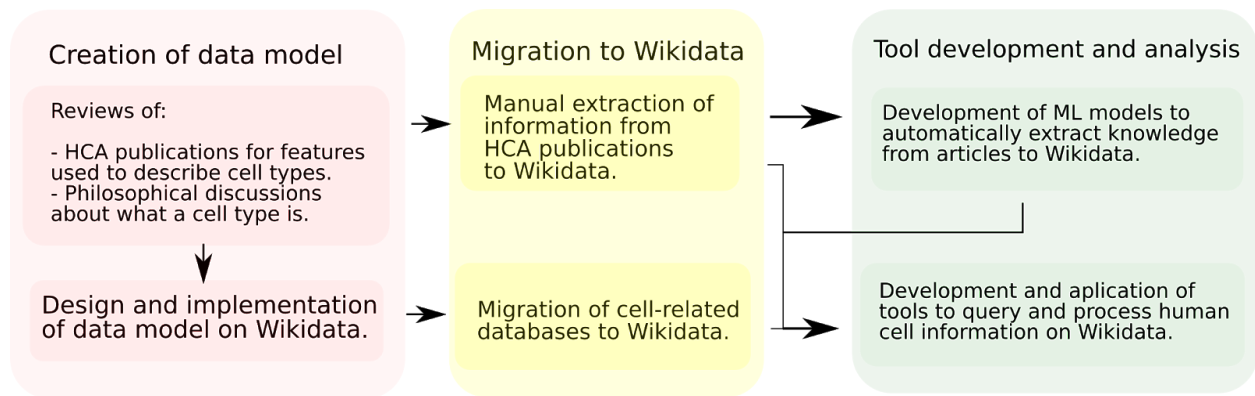 Creation of data model
Reviews of:
- HCA publications for features
used to describe cell types.
- Philosophical discussions
about what a cell type is.
Design and implementation
of data model on Wikidata.
Migration to Wikidata
Manual extraction of
information from
HCA publications
to Wikidata.
Migration of cell-related
databases to Wikidata.
Tool development and analysis
Development of ML models to
automatically extract knowledge
from articles to Wikidata.
Development and aplication of
tools to query and process human
cell information on Wikidata.